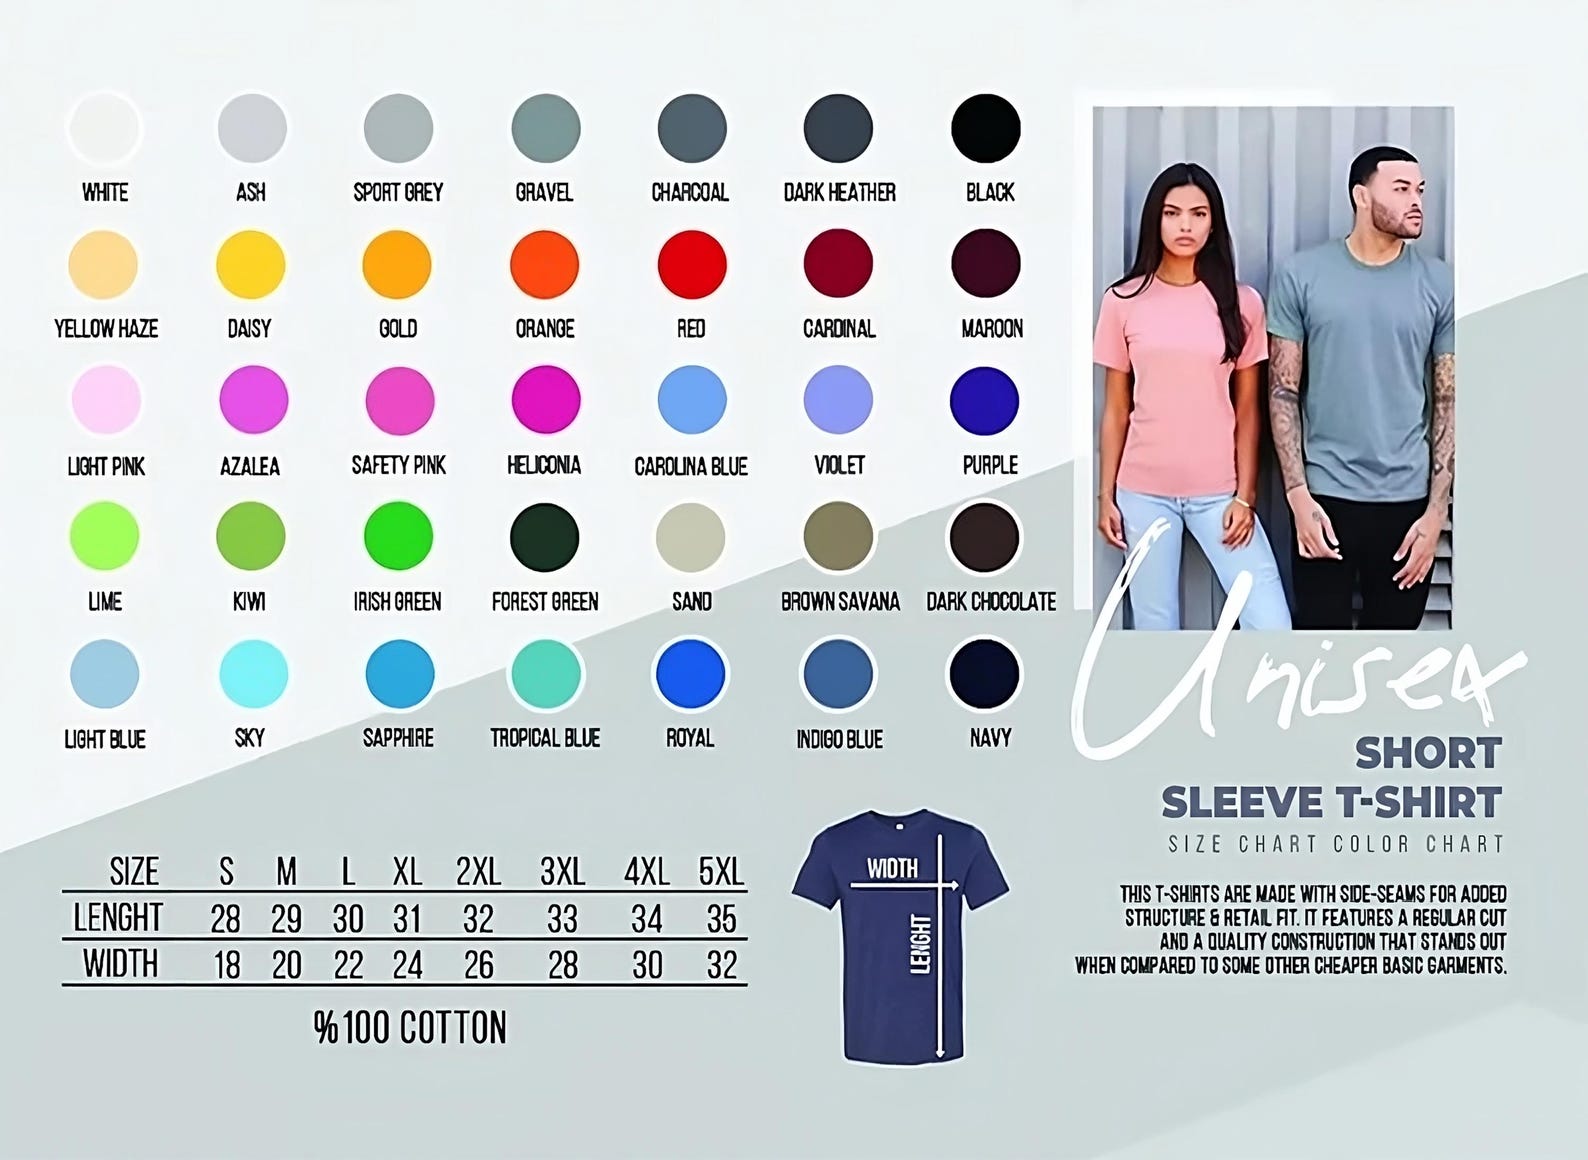 WHITE ASH SPORT GREY GRAVEL CHARCOAL DARK HEATHER BLACK
YELLOW HAZE DAISY GOLD ORANGE RED CARDINAL MAROON
LIGHT PINK AZALEA SAFETY PINK HELICONIA CAROLINA BLUE VIOLET PURPLE
LIME KIWI IRISH GREEN FOREST GREEN SAND BROWN SAVANA DARK CHOCOLATE
LIGHT BLUE SKY SAPPHIRE TROPICAL BLUE ROYAL INDIGO BLUE NAVY
SIZE S M L XL 2XL 3XL 4XL 5XL
LENGHT 28 29 30 31 32 33 34 35
WIDTH 18 20 22 24 26 28 30 32
%100 COTTON
WIDTH
LENGHT
Unisex
SHORT
SLEEVE T-SHIRT
SIZE CHART COLOR CHART
THIS T-SHIRTS ARE MADE WITH SIDE-SEAMS FOR ADDED
STRUCTURE & RETAIL FIT. IT FEATURES A REGULAR CUT
AND A QUALITY CONSTRUCTION THAT STANDS OUT
WHEN COMPARED TO SOME OTHER CHEAPER BASIC GARMENTS.